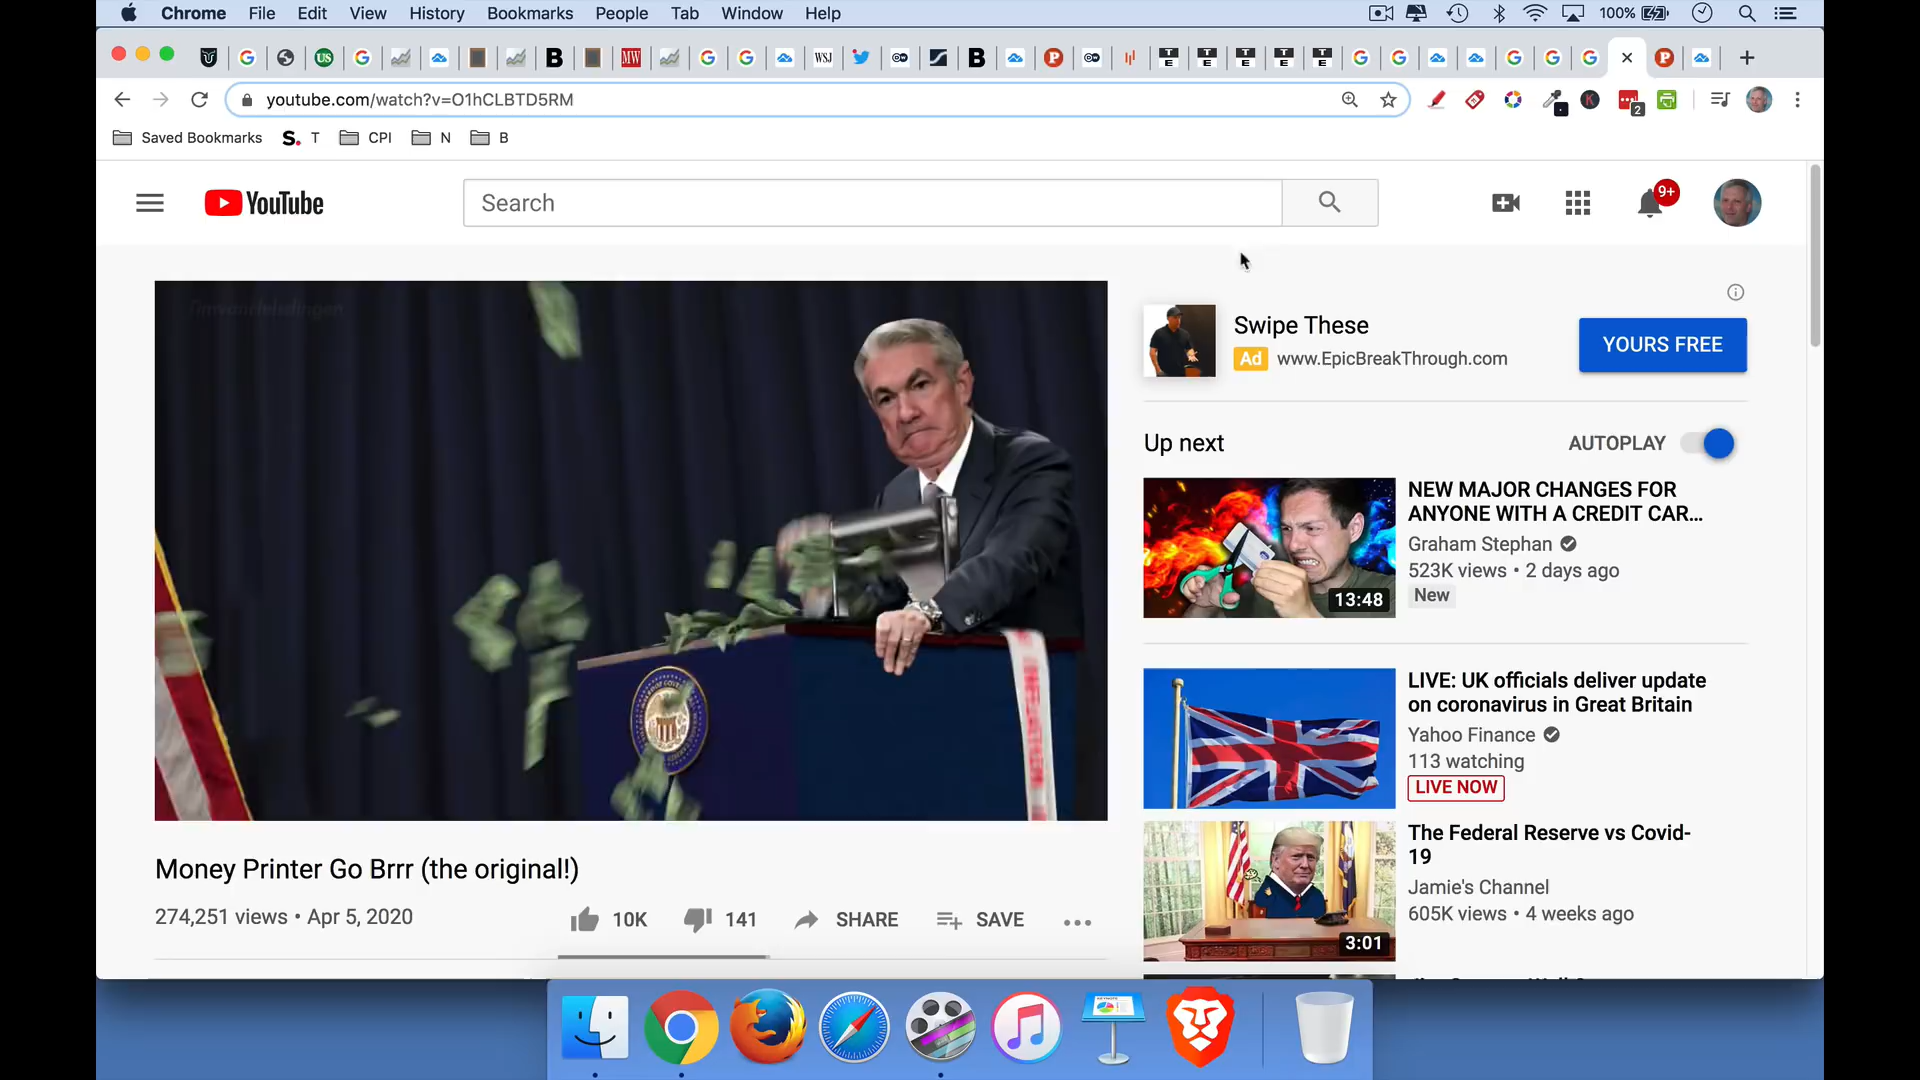 Chrome File Edit View History Bookmarks People Tab Window Help
100%
US B MW WSJ B
T E T E T E T E T E
youtube.com/watch?v=O1hCLBTD5RM
K 2
Saved Bookmarks S. T CPI N B
YouTube
Search
9+
Swipe These
Ad www.EpicBreakThrough.com
YOURS FREE
Up next
AUTOPLAY
NEW MAJOR CHANGES FOR
ANYONE WITH A CREDIT CAR...
Graham Stephan
523K views • 2 days ago
New
13:48
LIVE: UK officials deliver update
on coronavirus in Great Britain
Yahoo Finance
113 watching
LIVE NOW
The Federal Reserve vs Covid-
19
Jamie's Channel
605K views • 4 weeks ago
3:01
Money Printer Go Brrr (the original!)
274,251 views • Apr 5, 2020
10K 141 SHARE SAVE